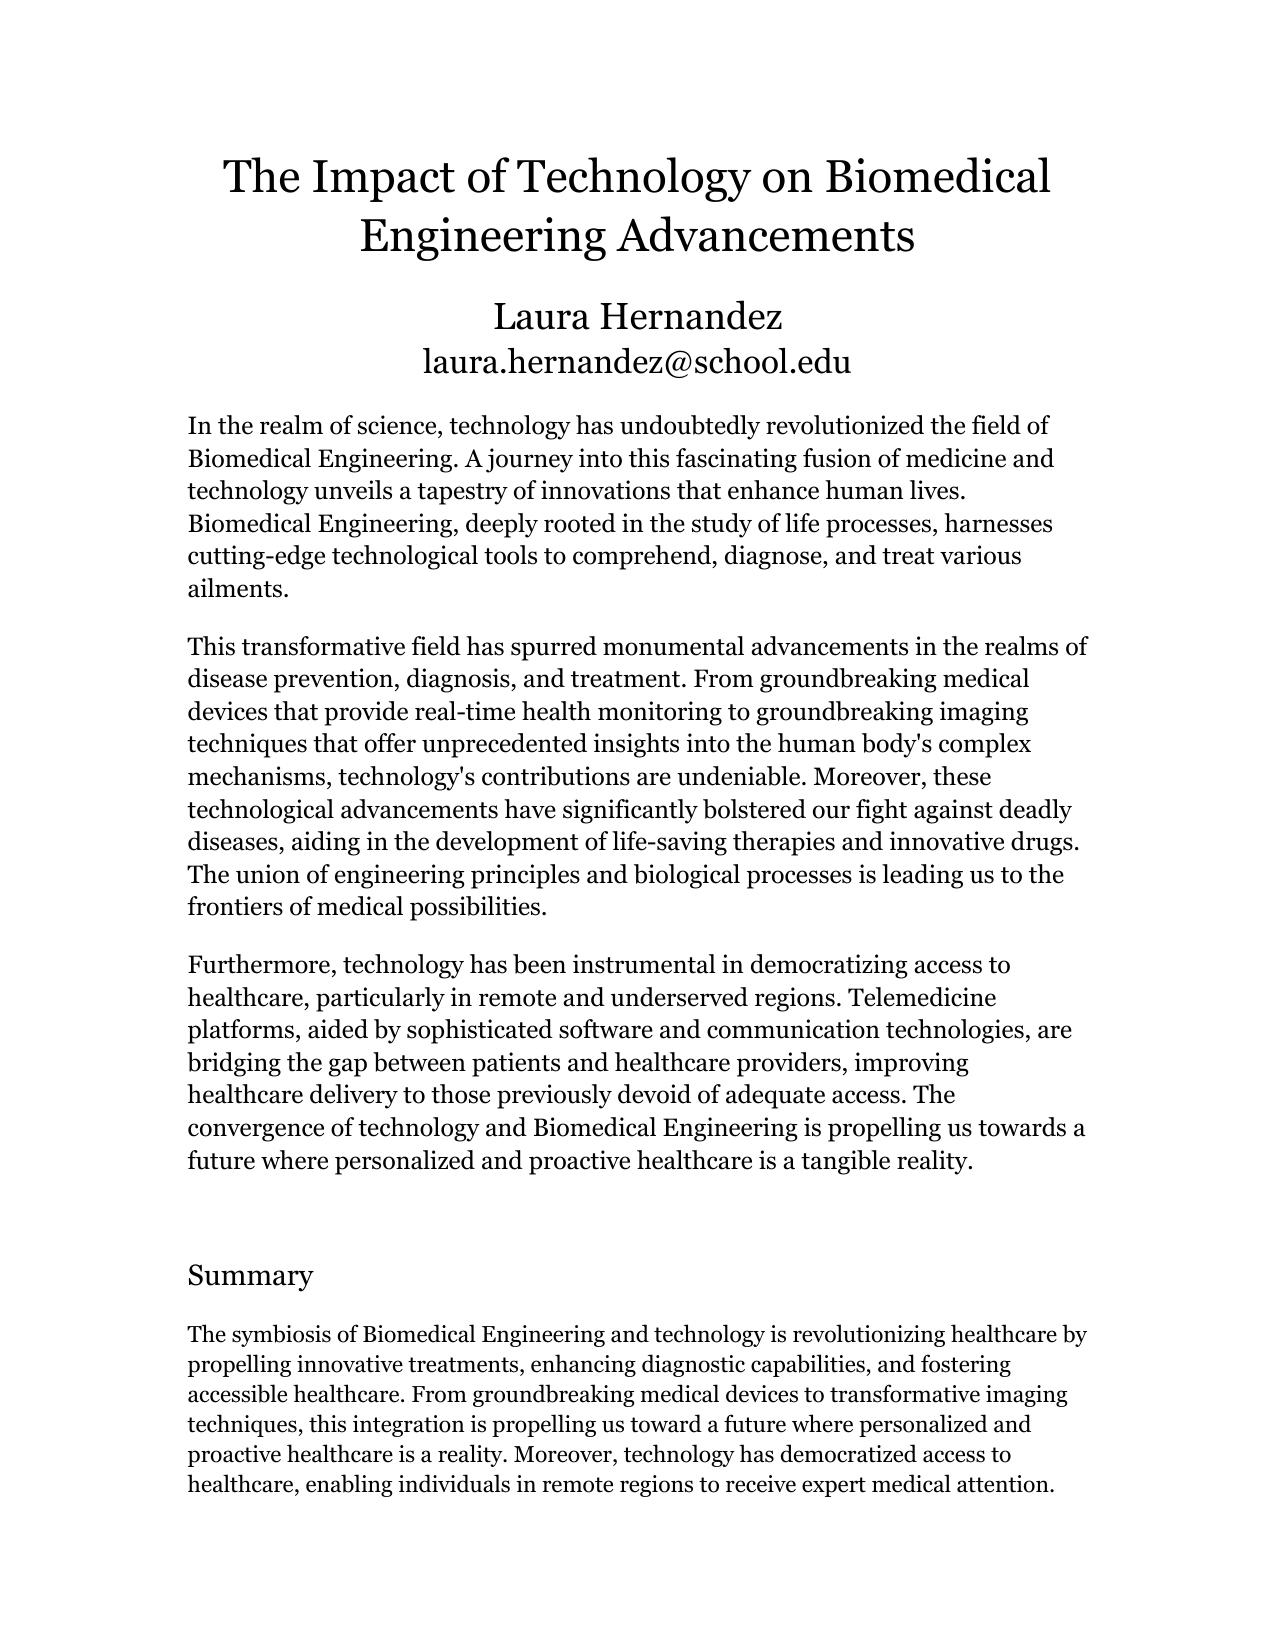 The Impact of Technology on Biomedical
Engineering Advancements
Laura Hernandez
laura.hernandez@school.edu
In the realm of science, technology has undoubtedly revolutionized the field of
Biomedical Engineering. A journey into this fascinating fusion of medicine and
technology unveils a tapestry of innovations that enhance human lives.
Biomedical Engineering, deeply rooted in the study of life processes, harnesses
cutting-edge technological tools to comprehend, diagnose, and treat various
ailments.
This transformative field has spurred monumental advancements in the realms of
disease prevention, diagnosis, and treatment. From groundbreaking medical
devices that provide real-time health monitoring to groundbreaking imaging
techniques that offer unprecedented insights into the human body's complex
mechanisms, technology's contributions are undeniable. Moreover, these
technological advancements have significantly bolstered our fight against deadly
diseases, aiding in the development of life-saving therapies and innovative drugs.
The union of engineering principles and biological processes is leading us to the
frontiers of medical possibilities.
Furthermore, technology has been instrumental in democratizing access to
healthcare, particularly in remote and underserved regions. Telemedicine
platforms, aided by sophisticated software and communication technologies, are
bridging the gap between patients and healthcare providers, improving
healthcare delivery to those previously devoid of adequate access. The
convergence of technology and Biomedical Engineering is propelling us towards a
future where personalized and proactive healthcare is a tangible reality.
Summary
The symbiosis of Biomedical Engineering and technology is revolutionizing healthcare by
propelling innovative treatments, enhancing diagnostic capabilities, and fostering
accessible healthcare. From groundbreaking medical devices to transformative imaging
techniques, this integration is propelling us toward a future where personalized and
proactive healthcare is a reality. Moreover, technology has democratized access to
healthcare, enabling individuals in remote regions to receive expert medical attention.